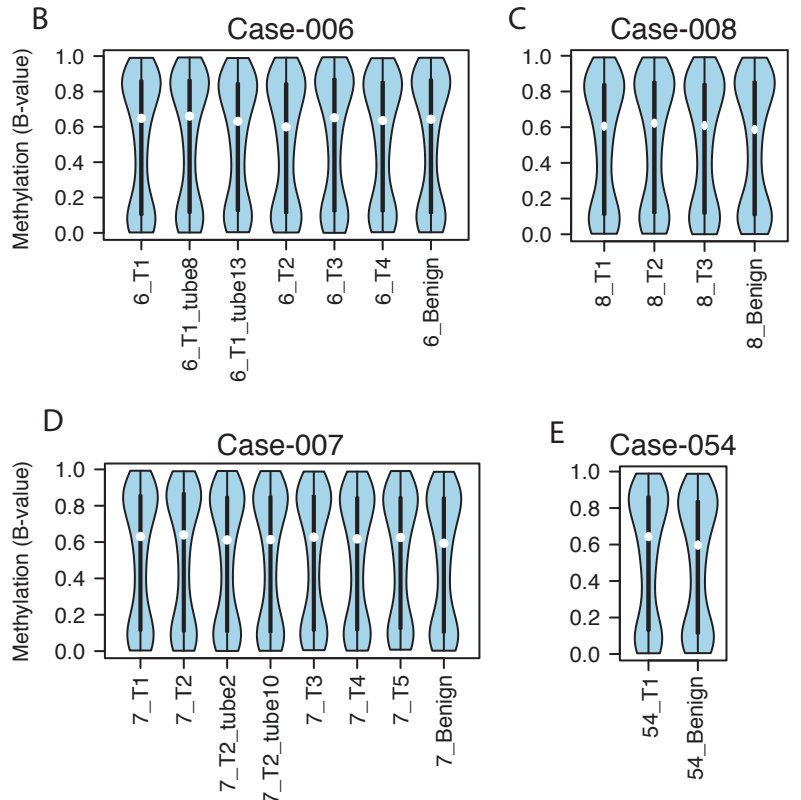 B
Case-006
Methylation (B-value)
1.0
0.8
0.6
0.4
0.2
0.0
6_T1
6_T1_tube8
6_T1_tube13
6_T2
6_T3
6_T4
6_Benign
C
Case-008
1.0
0.8
0.6
0.4
0.2
0.0
8_T1
8_T2
8_T3
8_Benign
D
Case-007
Methylation (B-value)
1.0
0.8
0.6
0.4
0.2
0.0
7_T1
7_T2
7_T2_tube2
7_T2_tube10
7_T3
7_T4
7_T5
7_Benign
E
Case-054
1.0
0.8
0.6
0.4
0.2
0.0
54_T1
54_Benign